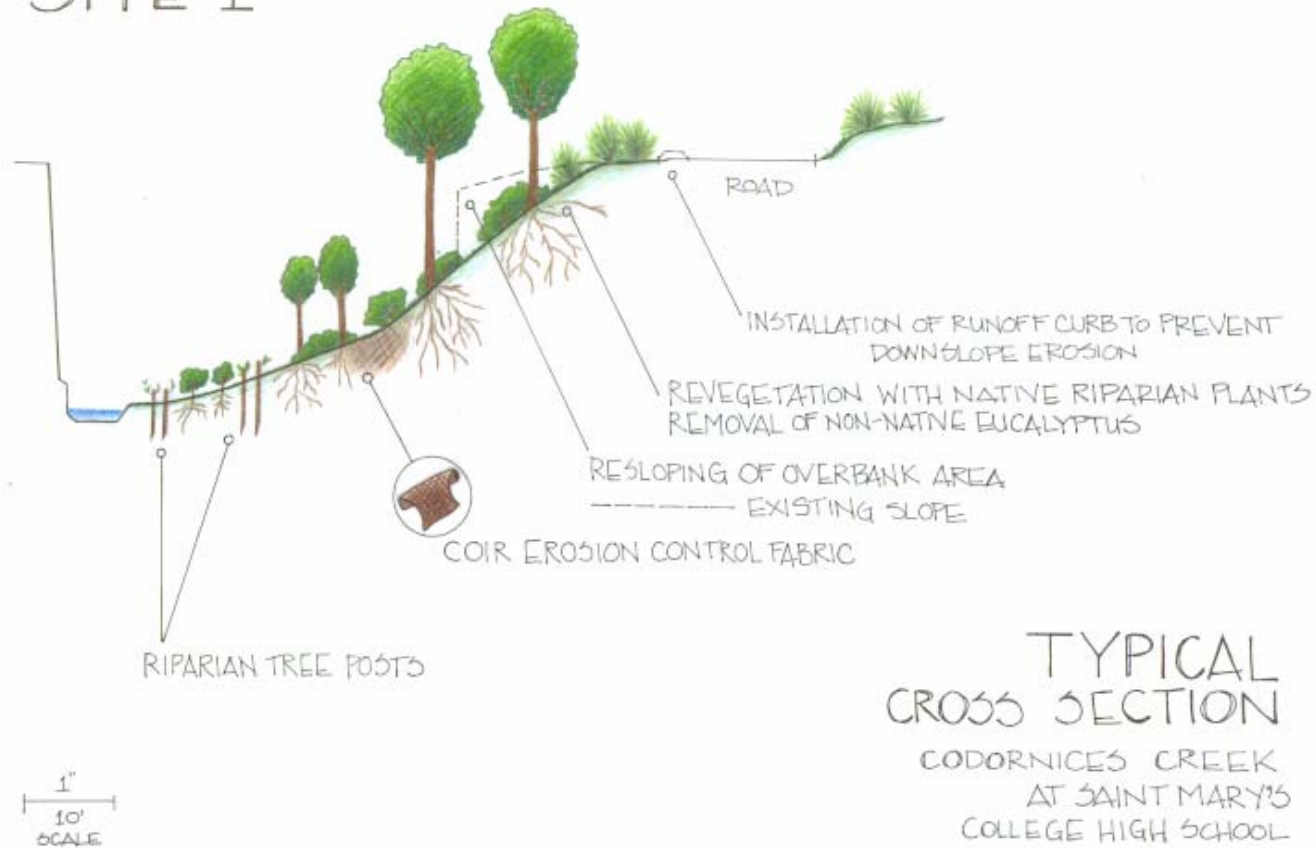 SITE 1
ROAD
INSTALLATION OF RUNOFF CURB TO PREVENT
DOWNSLOPE EROSION
REVEGETATION WITH NATIVE RIPARIAN PLANTS
REMOVAL OF NON-NATIVE EUCALYPTUS
RESLOPING OF OVERBANK AREA
EXISTING SLOPE
COIR EROSION CONTROL FABRIC
RIPARIAN TREE POSTS
TYPICAL
CROSS SECTION
CODORNICES CREEK
AT SAINT MARY'S
COLLEGE HIGH SCHOOL
1"
10'
SCALE